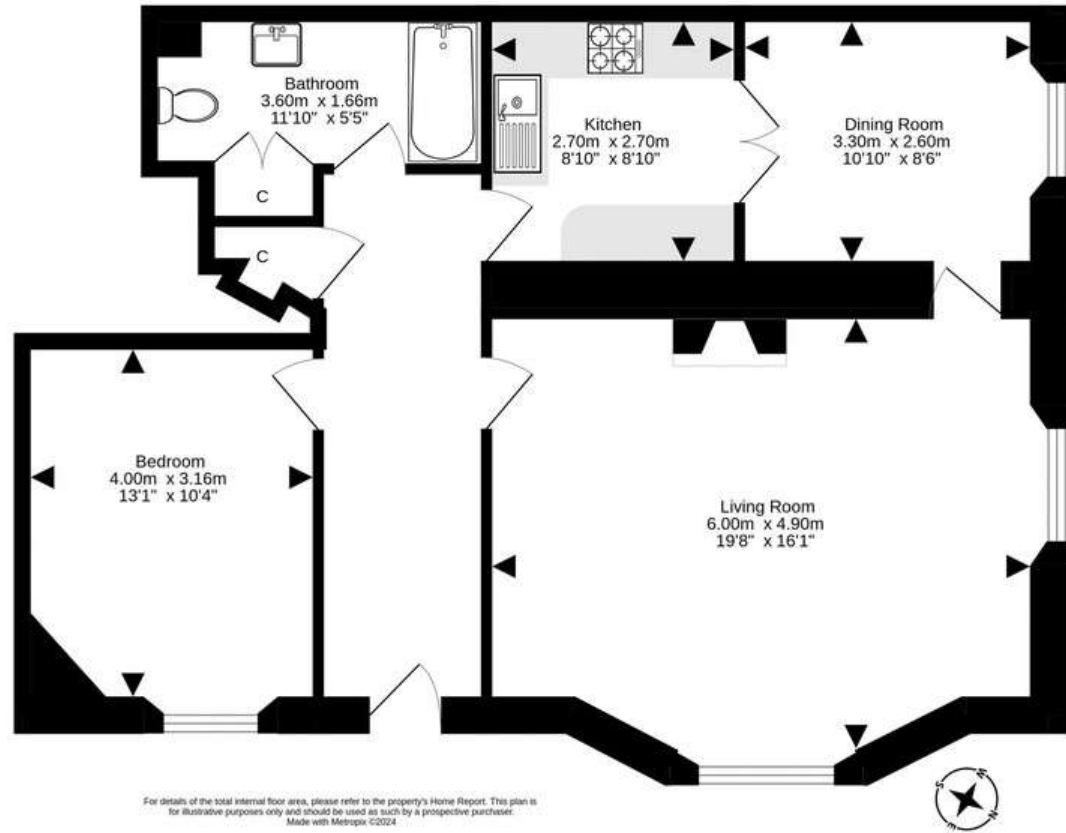 Bathroom
3.60m x 1.66m
11'10" x 5'5"
Kitchen
2.70m x 2.70m
8'10" x 8'10"
Dining Room
3.30m x 2.60m
10'10" x 8'6"
C
C
Bedroom
4.00m x 3.16m
13'1" x 10'4"
Living Room
6.00m x 4.90m
19'8" x 16'1"
For details of the total internal floor area, please refer to the property's Home Report. This plan is
for illustrative purposes only and should be used as such by a prospective purchaser.
Made with Metropix ©2024
S
W
E
N